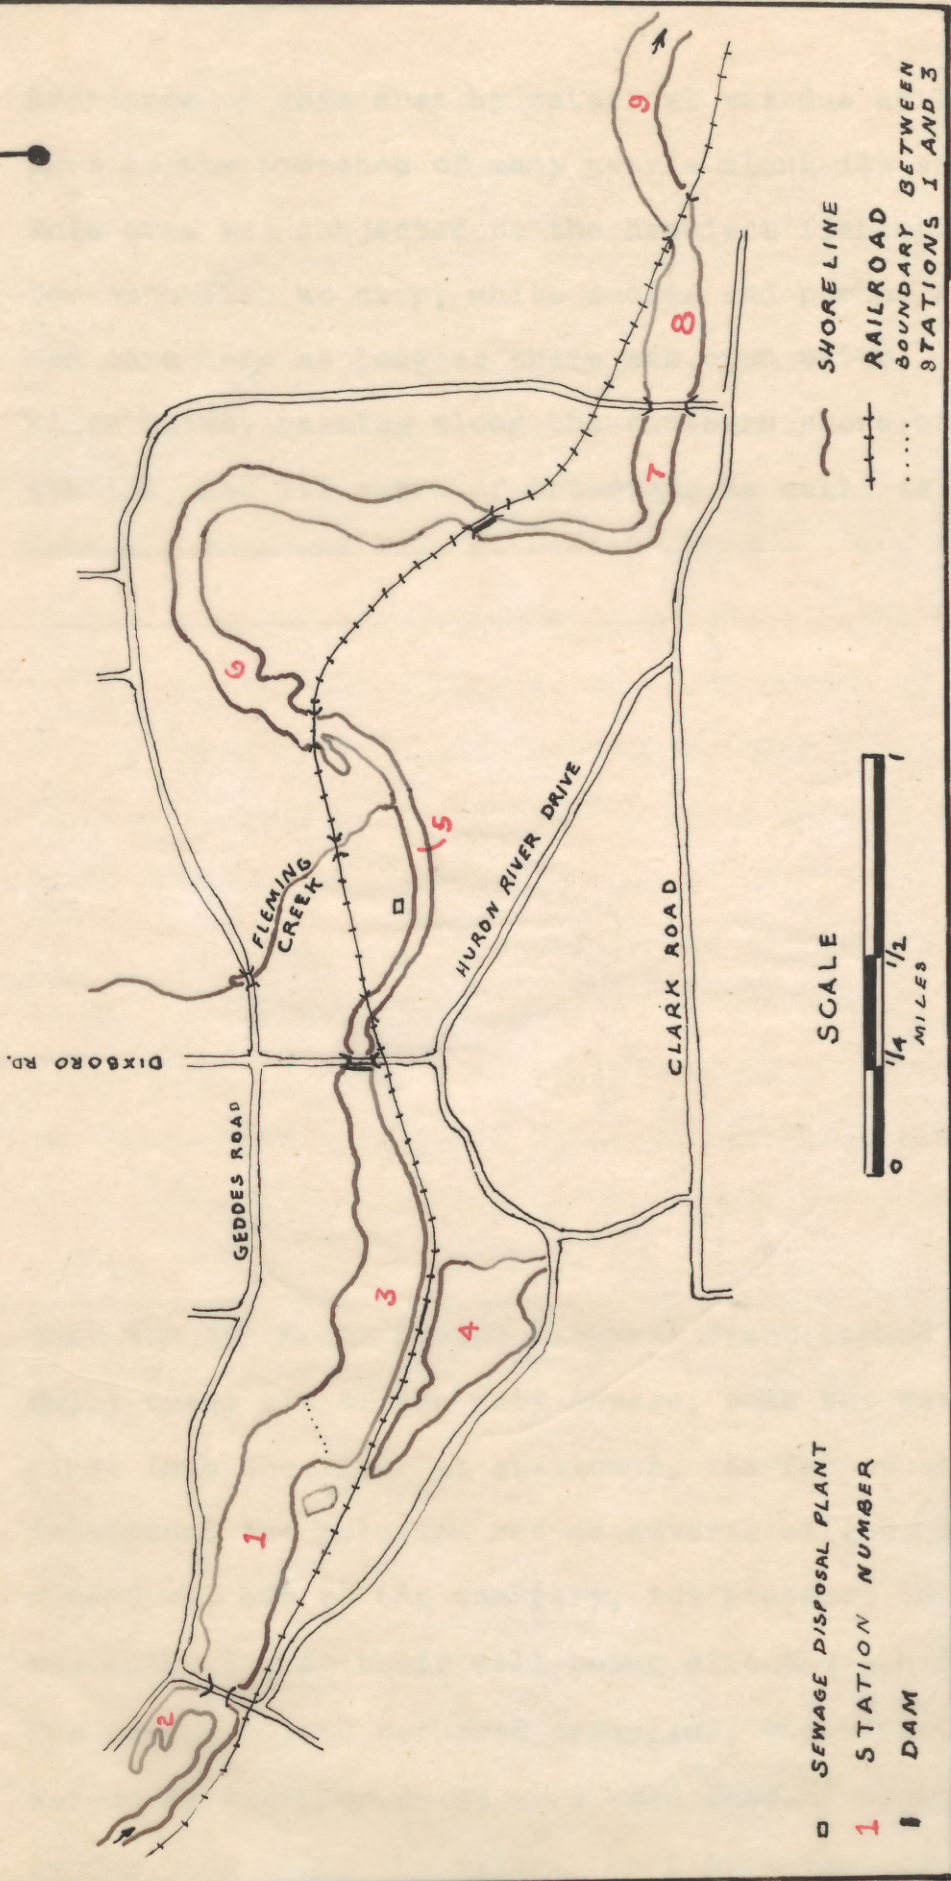 DIXBORO RD.
GEDDES ROAD
FLEMING
CREEK
HURON RIVER DRIVE
CLARK ROAD
1
2
3
4
5
6
7
8
9
SEWAGE DISPOSAL PLANT
1 STATION NUMBER
DAM
SCALE
0 1/4 1/2 1
MILES
SHORE LINE
RAILROAD
BOUNDARY BETWEEN
STATIONS 1 AND 3